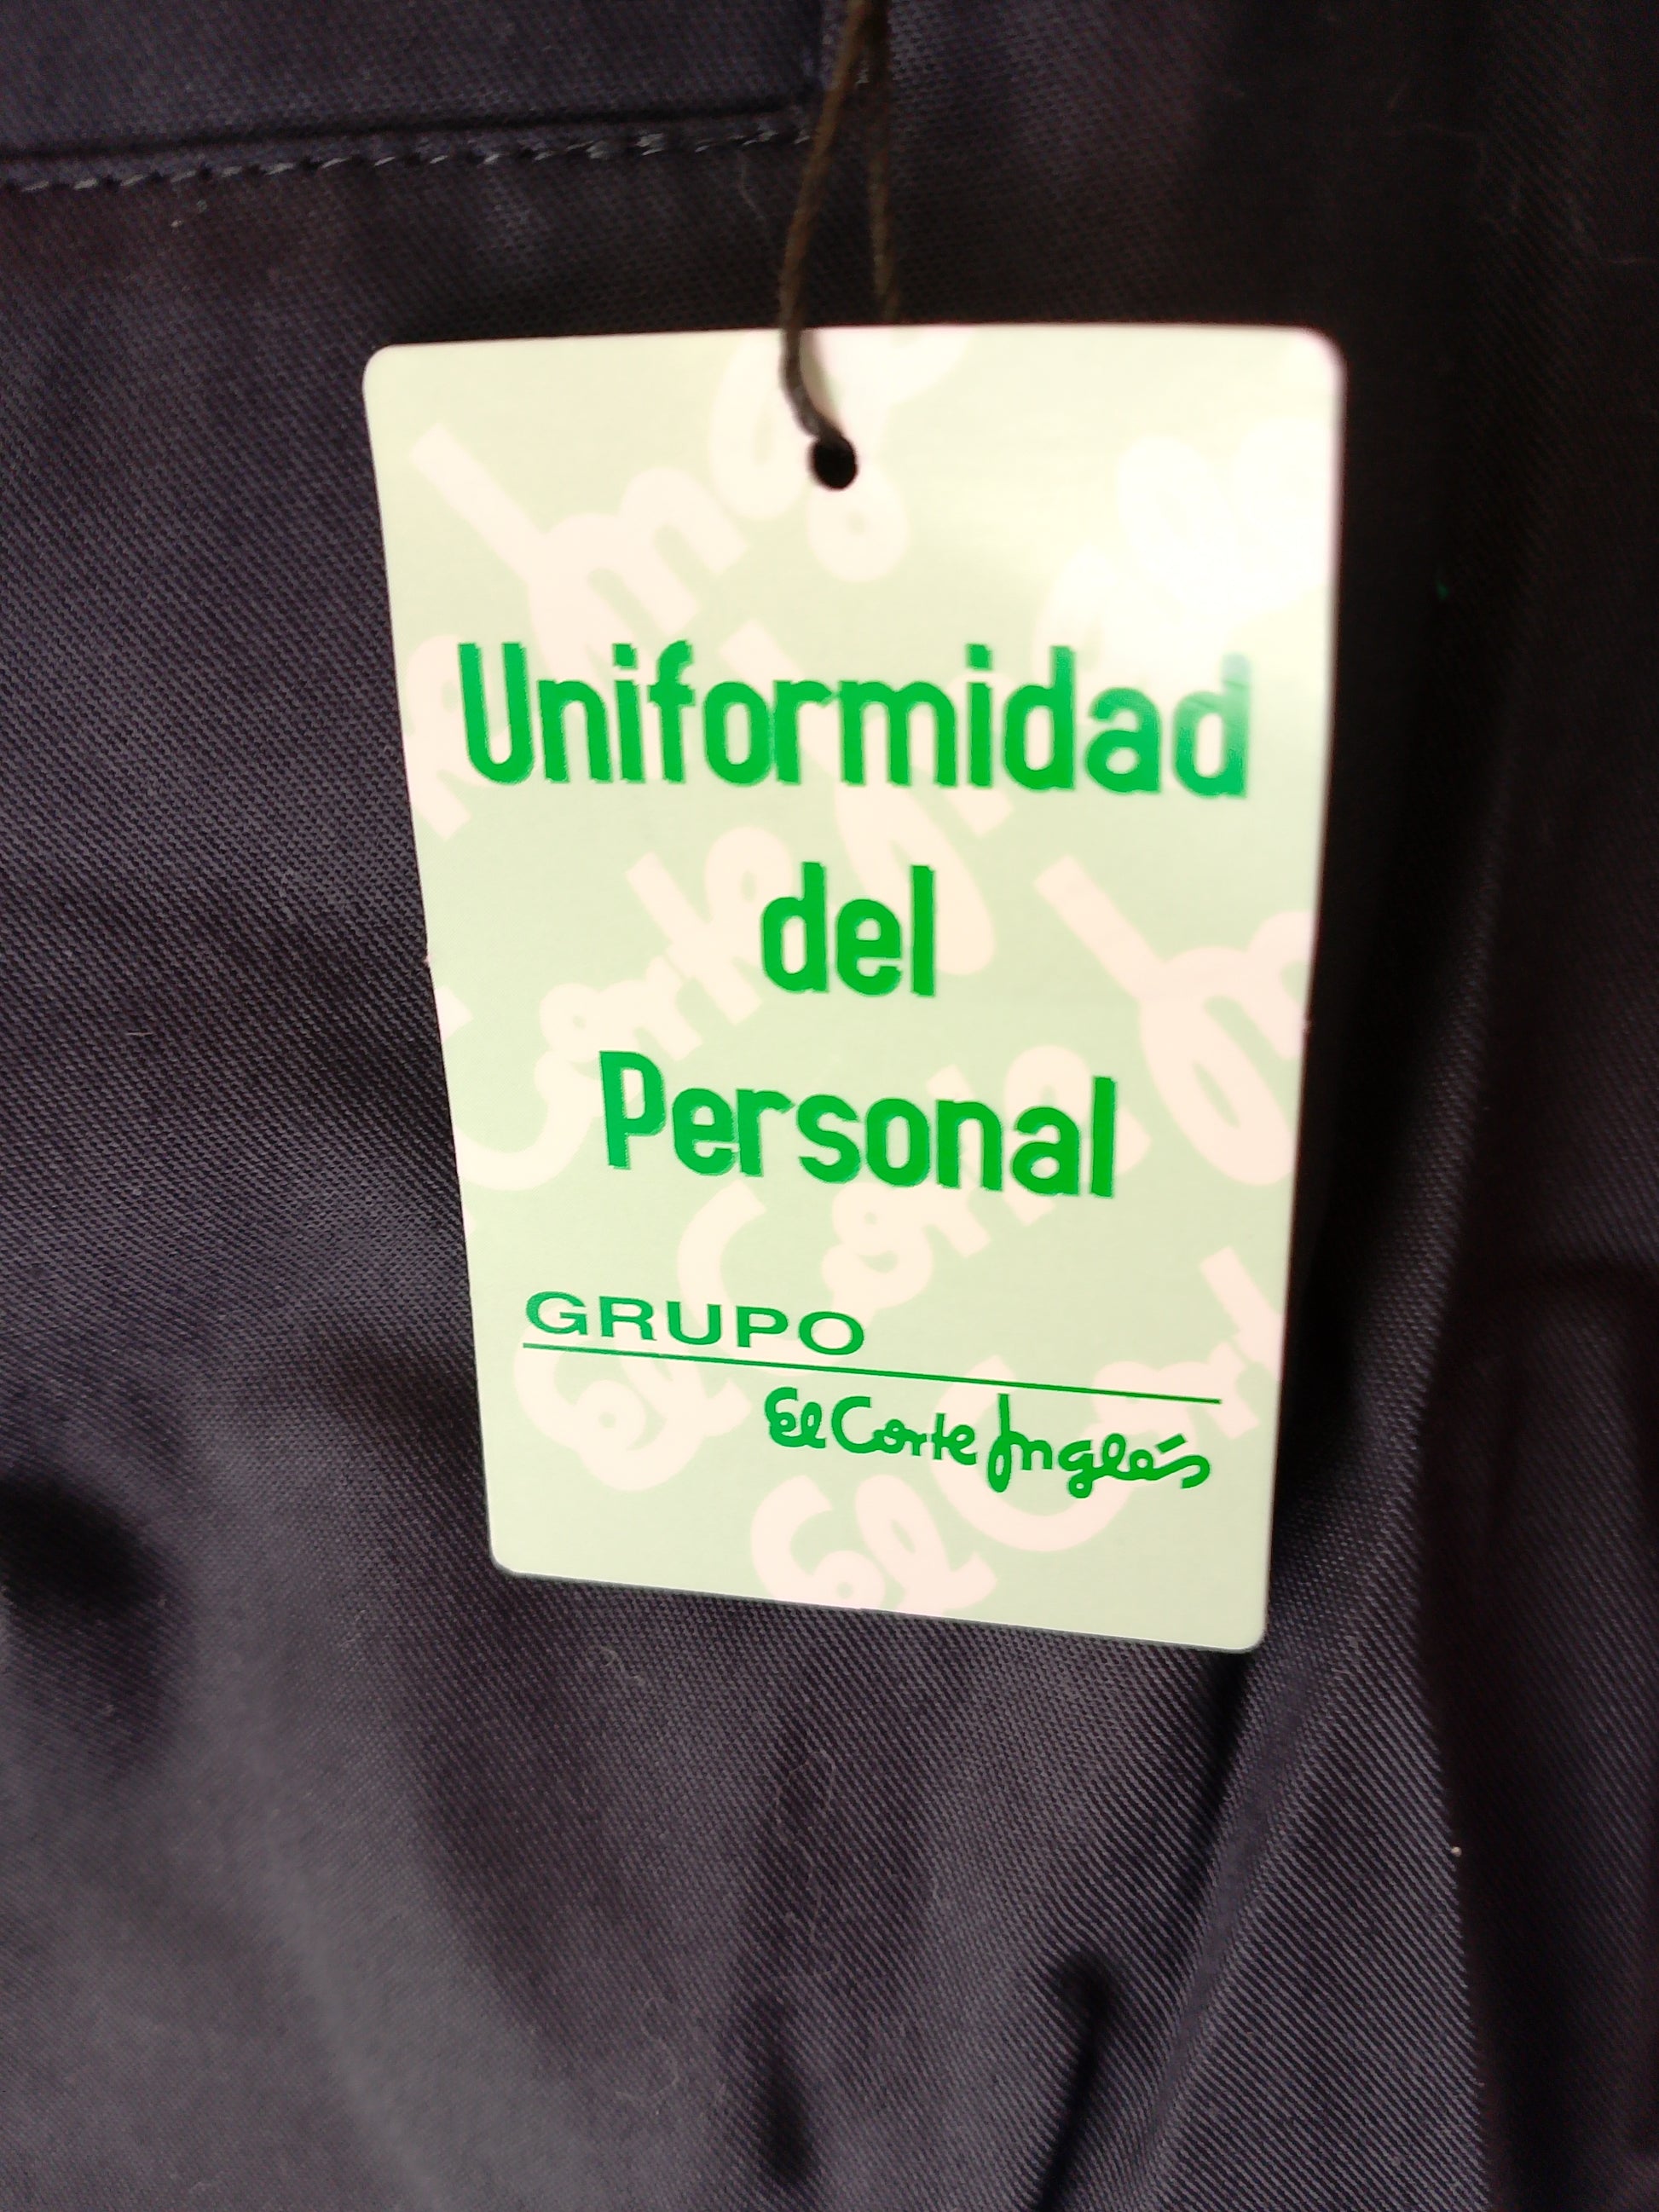 Uniformidad
del
Personal
GRUPO
El Corte Inglés